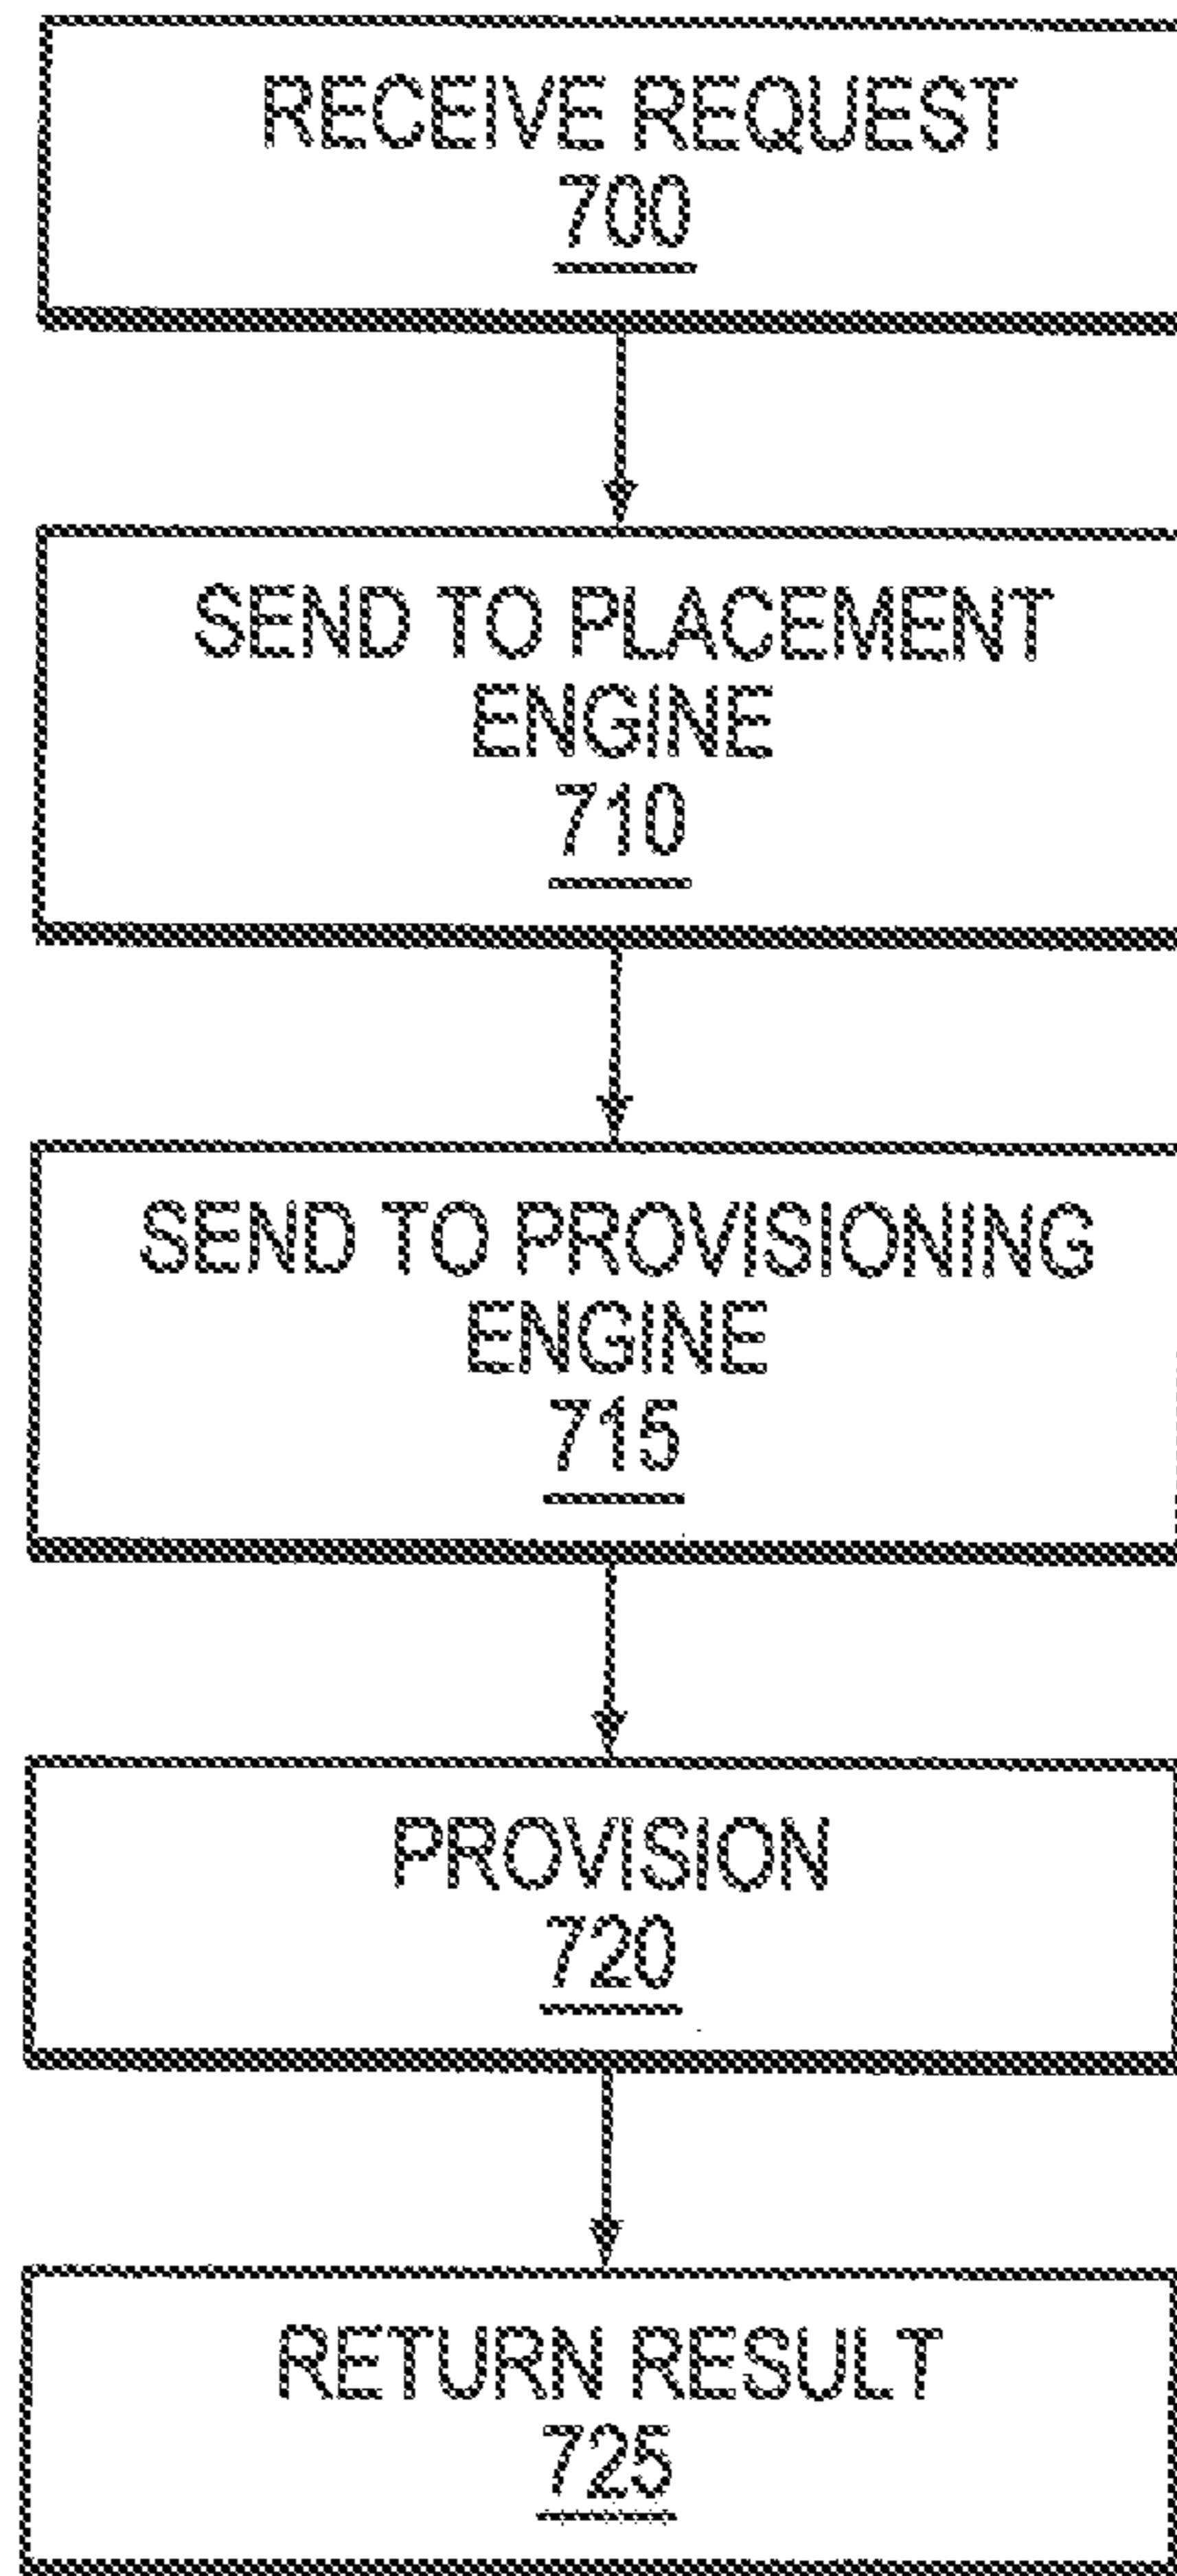 RECEIVE REQUEST
700
SEND TO PLACEMENT
ENGINE
710
SEND TO PROVISIONING
ENGINE
715
PROVISION
720
RETURN RESULT
725